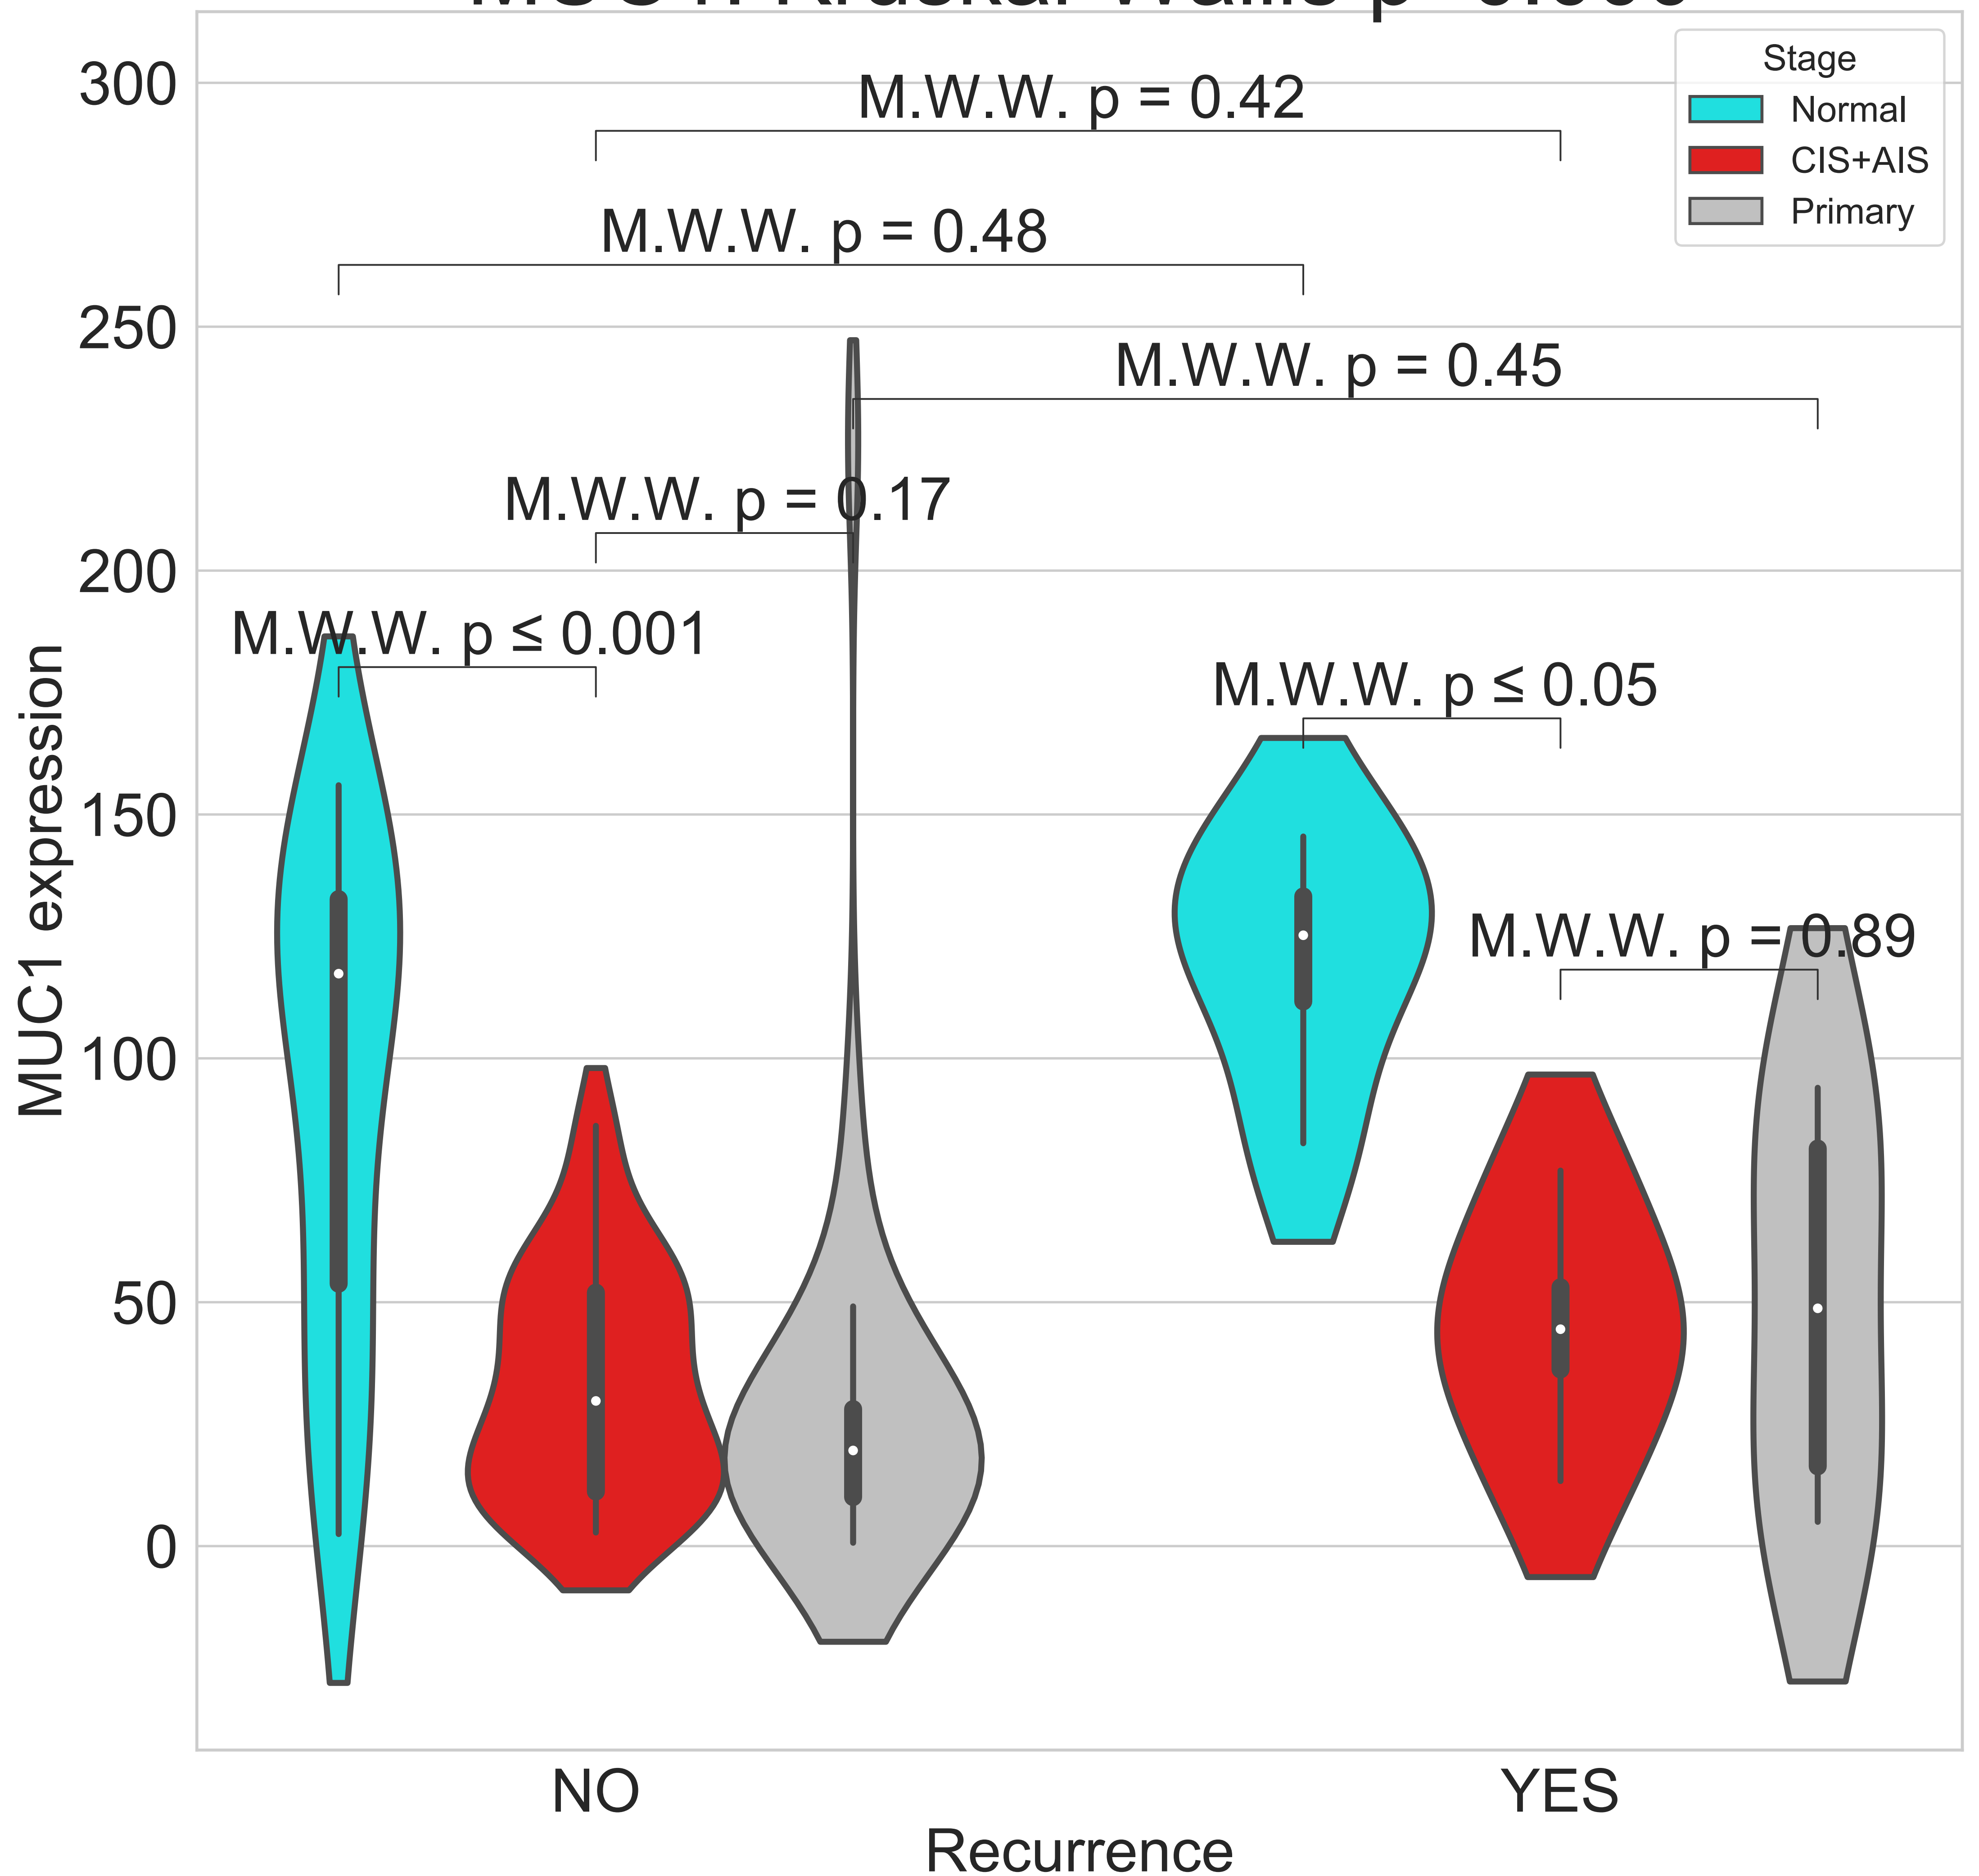 300
250
200
150
100
50
0
MUC1 expression
M.W.W. p = 0.42
M.W.W. p = 0.48
M.W.W. p = 0.45
M.W.W. p = 0.17
M.W.W. p ≤ 0.001
M.W.W. p ≤ 0.05
M.W.W. p = 0.89
Stage
Normal
CIS+AIS
Primary
NO
YES
Recurrence